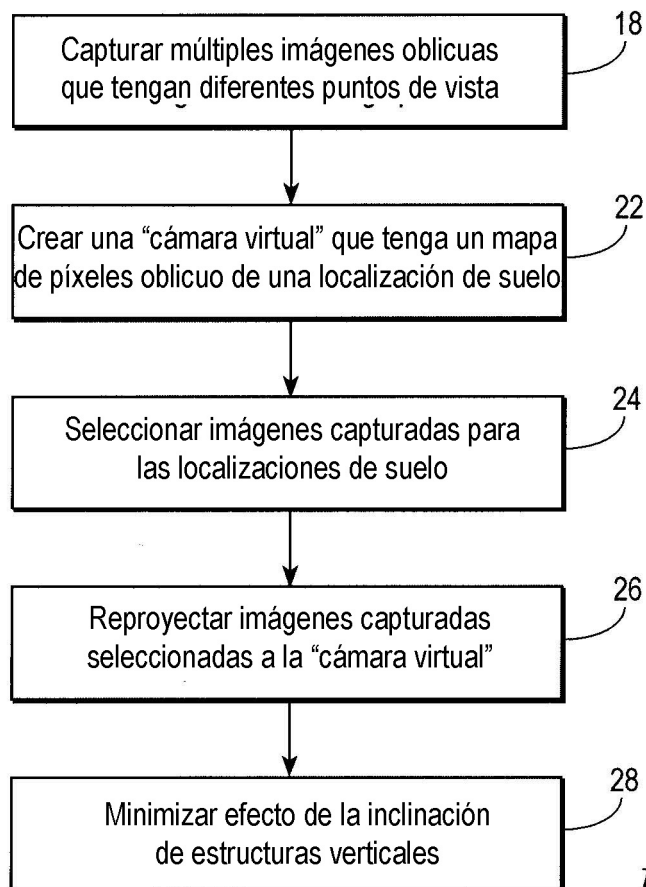 18
Capturar múltiples imágenes oblicuas
que tengan diferentes puntos de vista
22
Crear una “cámara virtual” que tenga un mapa
de píxeles oblicuo de una localización de suelo
24
Seleccionar imágenes capturadas para
las localizaciones de suelo
26
Reproyectar imágenes capturadas
seleccionadas a la “cámara virtual”
28
Minimizar efecto de la inclinación
de estructuras verticales